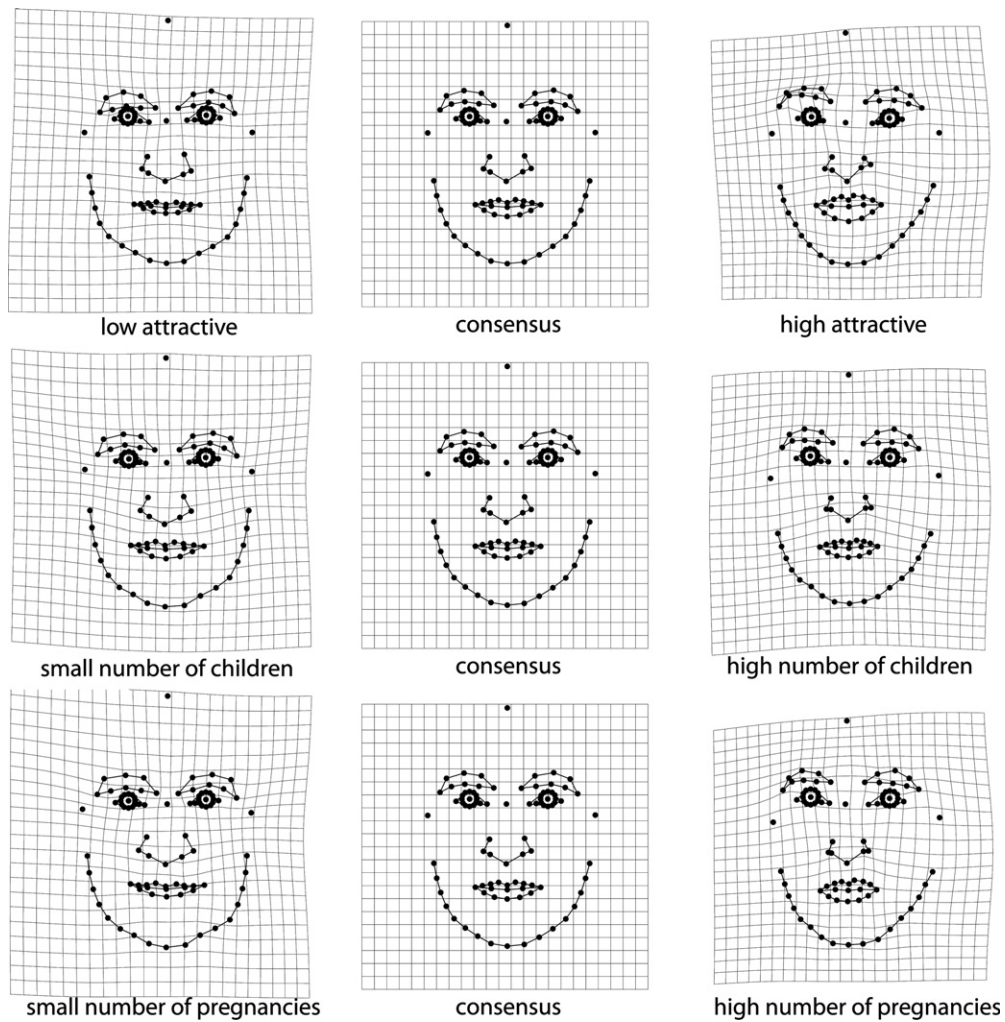 low attractive
consensus
high attractive
small number of children
consensus
high number of children
small number of pregnancies
consensus
high number of pregnancies